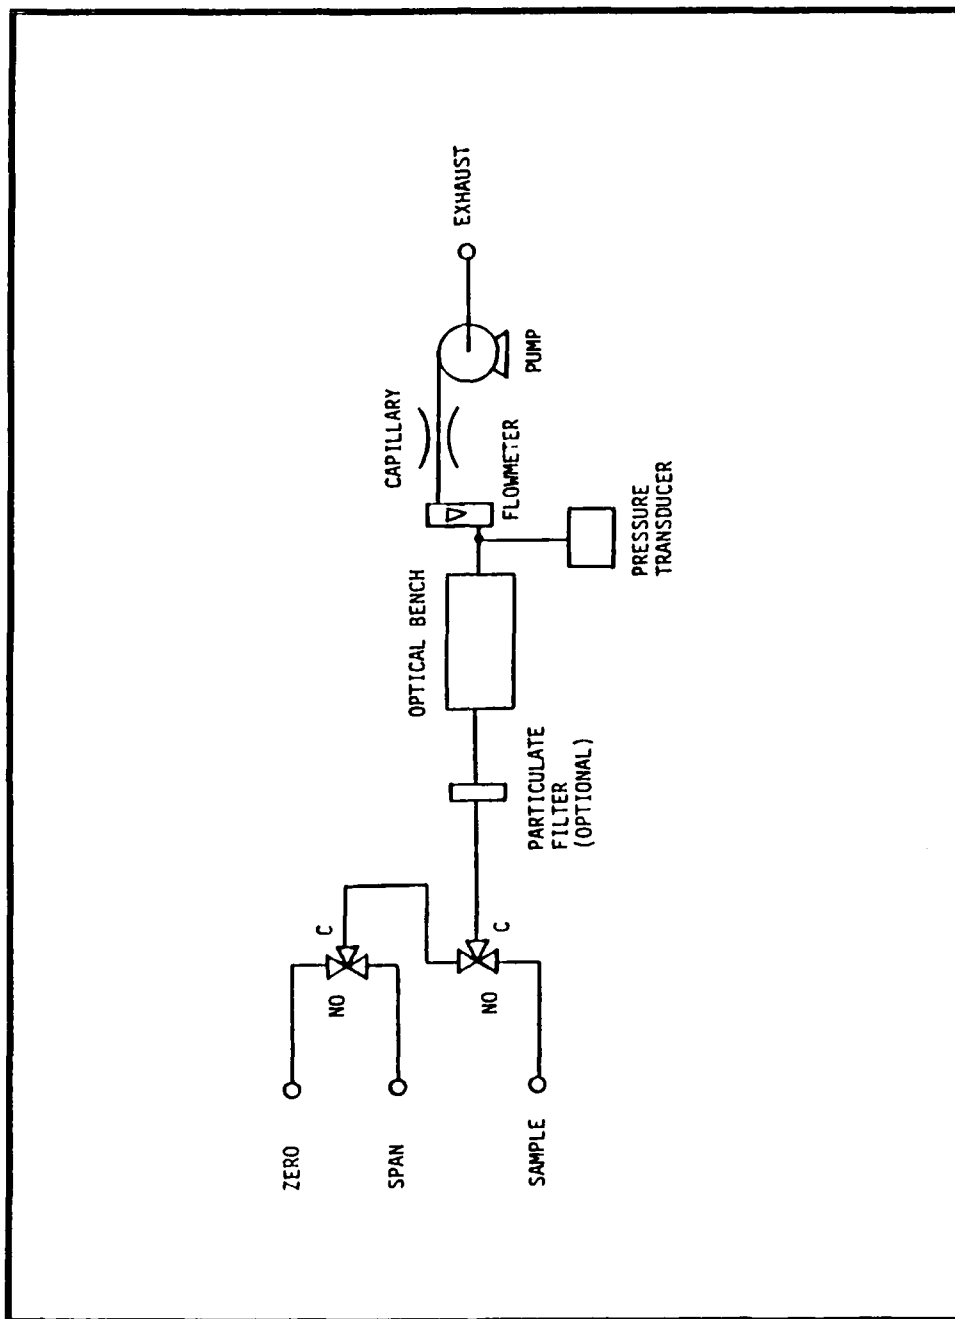 ZERO
SPAN
SAMPLE
NO
C
NO
C
PARTICULATE
FILTER
(OPTIONAL)
OPTICAL BENCH
PRESSURE
TRANSDUCER
FLOWMETER
CAPILLARY
PUMP
EXHAUST